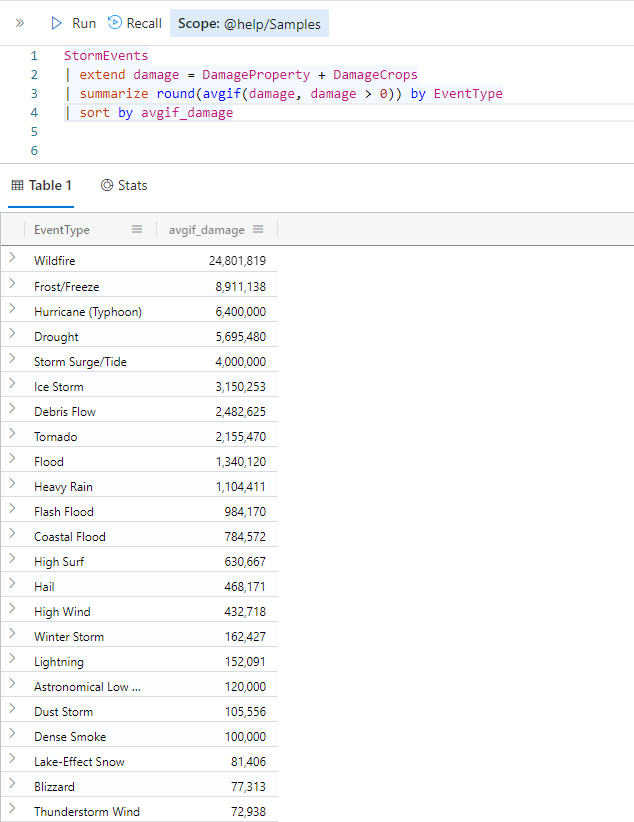 Run Recall Scope: @help/Samples
1 StormEvents
2 | extend damage = DamageProperty + DamageCrops
3 | summarize round(avgif(damage, damage > 0)) by EventType
4 | sort by avgif_damage
5
6
Table 1 Stats
EventType avgif_damage
Wildfire 24,801,819
Frost/Freeze 8,911,138
Hurricane (Typhoon) 6,400,000
Drought 5,695,480
Storm Surge/Tide 4,000,000
Ice Storm 3,150,253
Debris Flow 2,482,625
Tornado 2,155,470
Flood 1,340,120
Heavy Rain 1,104,411
Flash Flood 984,170
Coastal Flood 784,572
High Surf 630,667
Hail 468,171
High Wind 432,718
Winter Storm 162,427
Lightning 152,091
Astronomical Low ... 120,000
Dust Storm 105,556
Dense Smoke 100,000
Lake-Effect Snow 81,406
Blizzard 77,313
Thunderstorm Wind 72,938